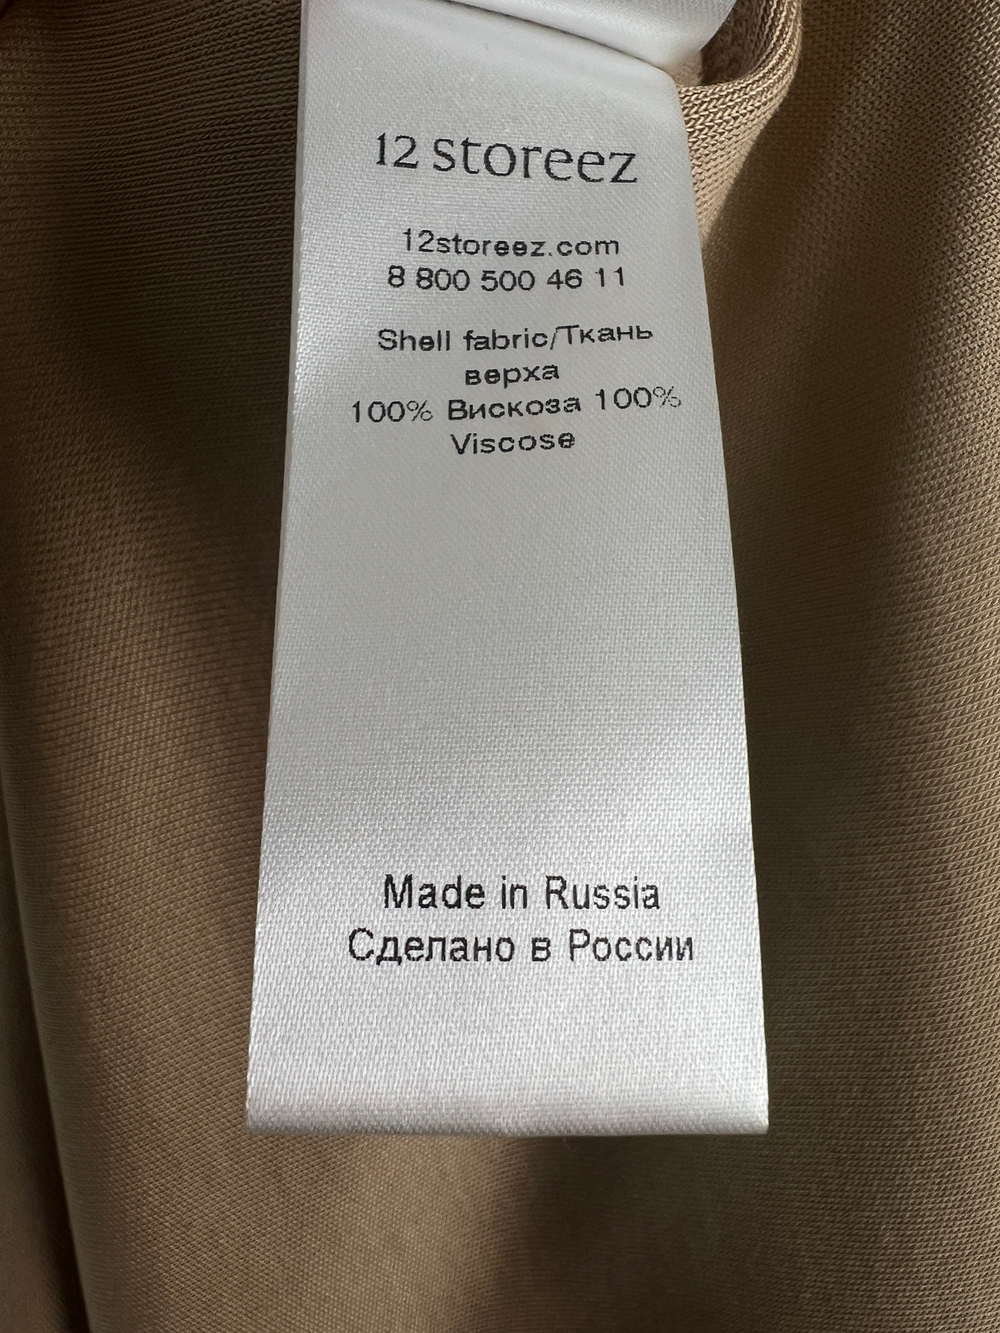 12 storeez
12storeez.com
8 800 500 46 11
Shell fabric/Ткань
верха
100% Вискоза 100%
Viscose
Made in Russia
Сделано в России